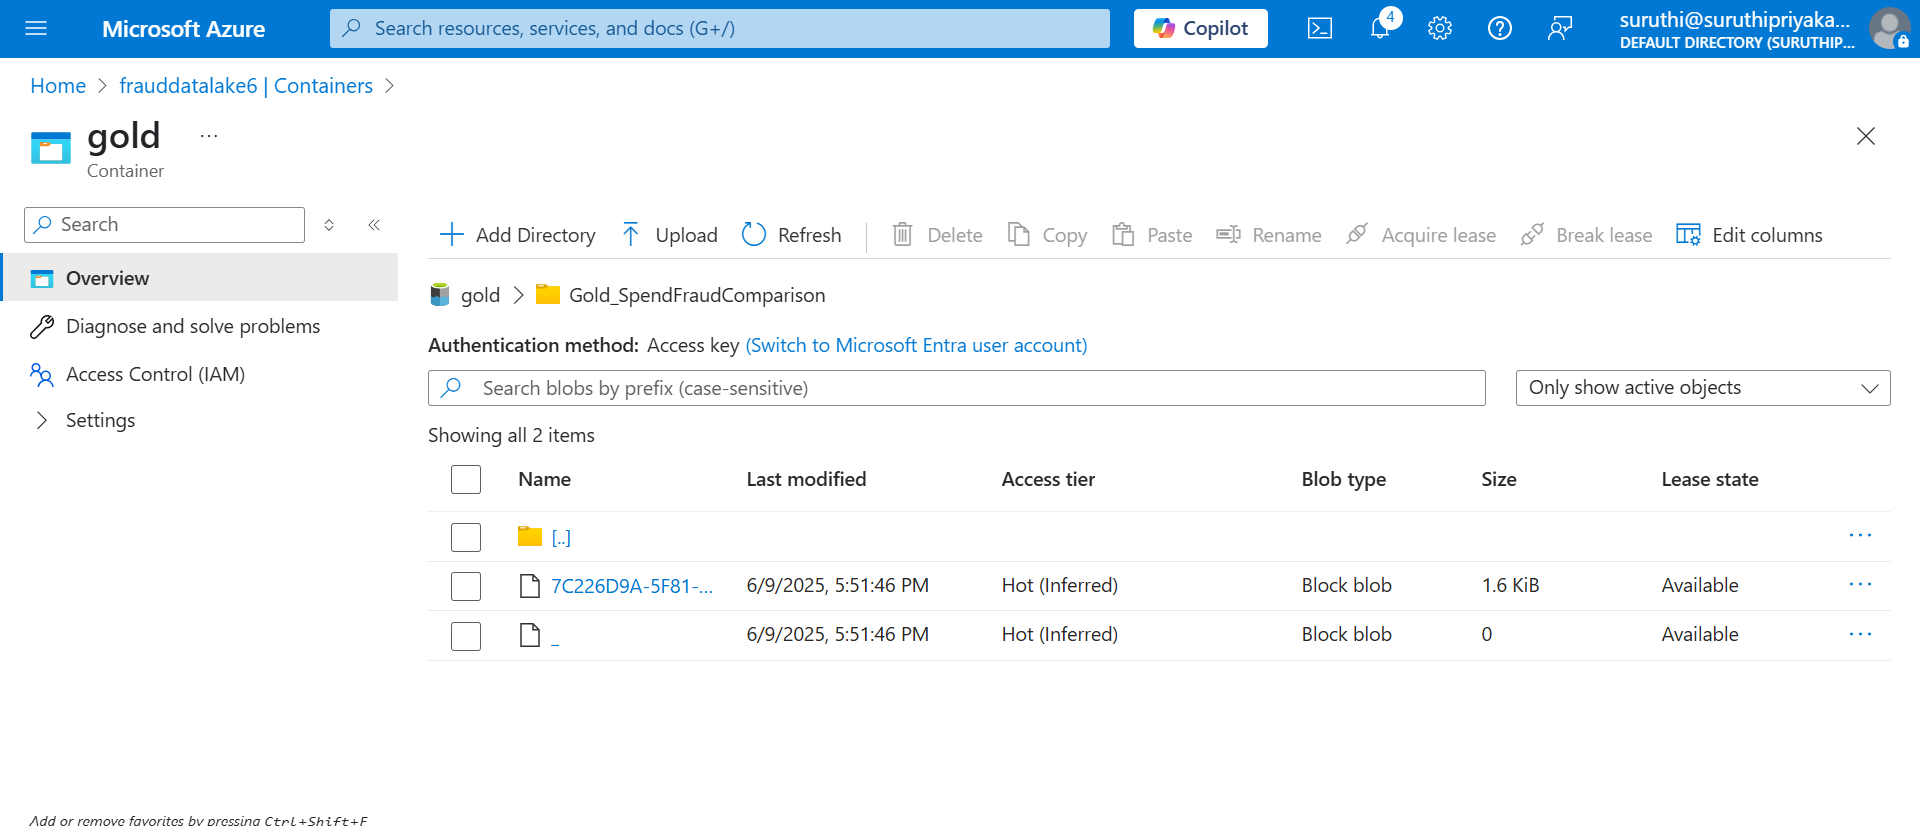 Microsoft Azure
Search resources, services, and docs (G+/)
Copilot
4
suruthi@suruthipriyaka...
DEFAULT DIRECTORY (SURUTHIP...
Home > frauddatalake6 | Containers >
gold ...
Container
Search
Overview
Diagnose and solve problems
Access Control (IAM)
Settings
Add Directory Upload Refresh Delete Copy Paste Rename Acquire lease Break lease Edit columns
gold > Gold_SpendFraudComparison
Authentication method: Access key (Switch to Microsoft Entra user account)
Search blobs by prefix (case-sensitive)
Only show active objects
Showing all 2 items
Name Last modified Access tier Blob type Size Lease state
[..] ...
7C226D9A-5F81-... 6/9/2025, 5:51:46 PM Hot (Inferred) Block blob 1.6 KiB Available ...
_ 6/9/2025, 5:51:46 PM Hot (Inferred) Block blob 0 Available ...
Add or remove favorites by pressing Ctrl+Shift+F